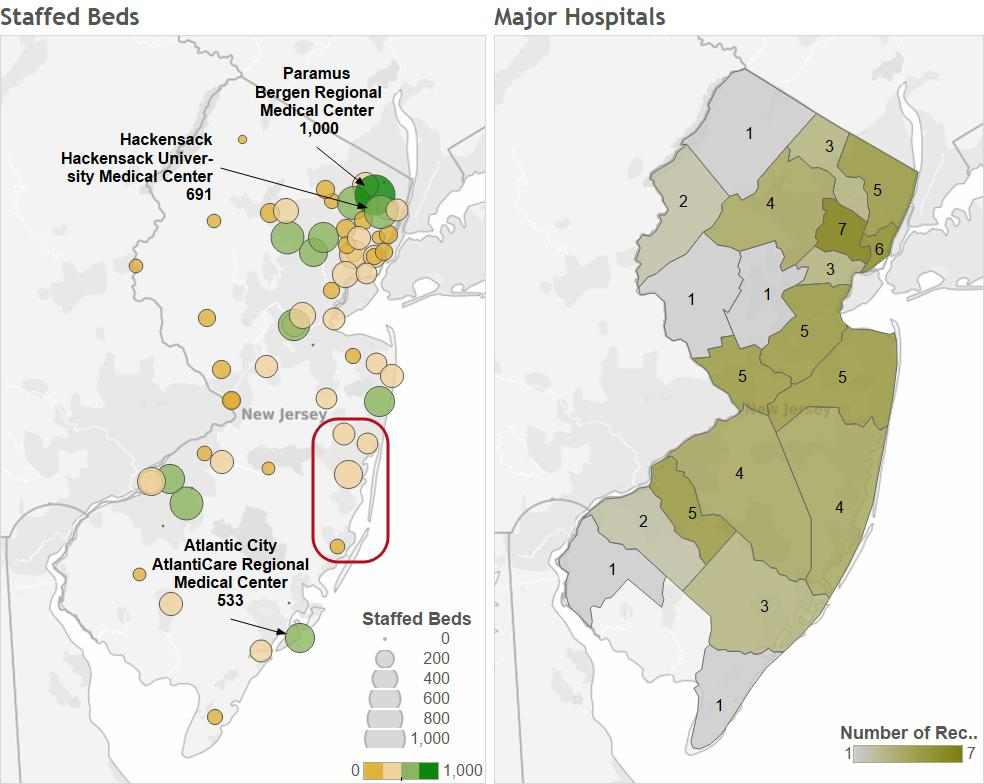 Staffed Beds
Paramus
Bergen Regional
Medical Center
1,000
Hackensack
Hackensack Univer-
sity Medical Center
691
New Jersey
Atlantic City
AtlantiCare Regional
Medical Center
533
Staffed Beds
0
200
400
600
800
1,000
0 1,000
Major Hospitals
1
3
2
4
5
7
6
3
1
1
5
5
5
New Jersey
4
4
5
2
1
3
1
Number of Rec..
1 7